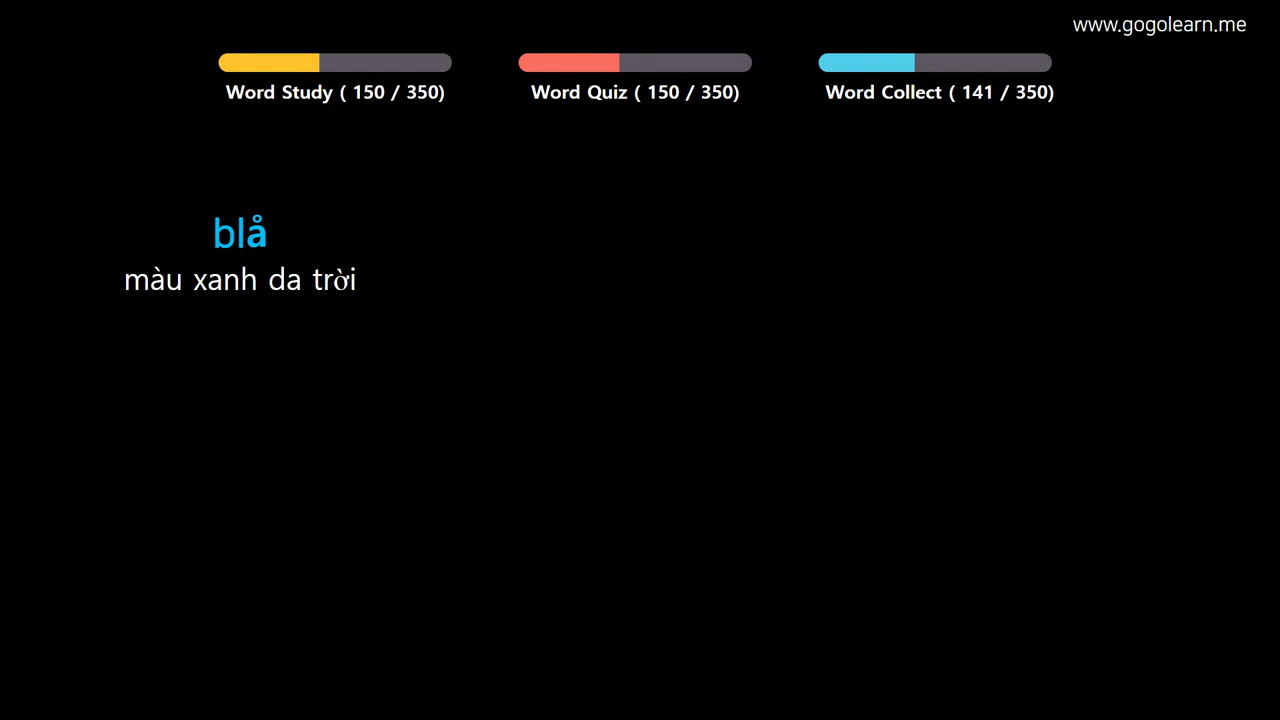 www.gogolearn.me
Word Study ( 150 / 350)
Word Quiz ( 150 / 350)
Word Collect ( 141 / 350)
blå
màu xanh da trời